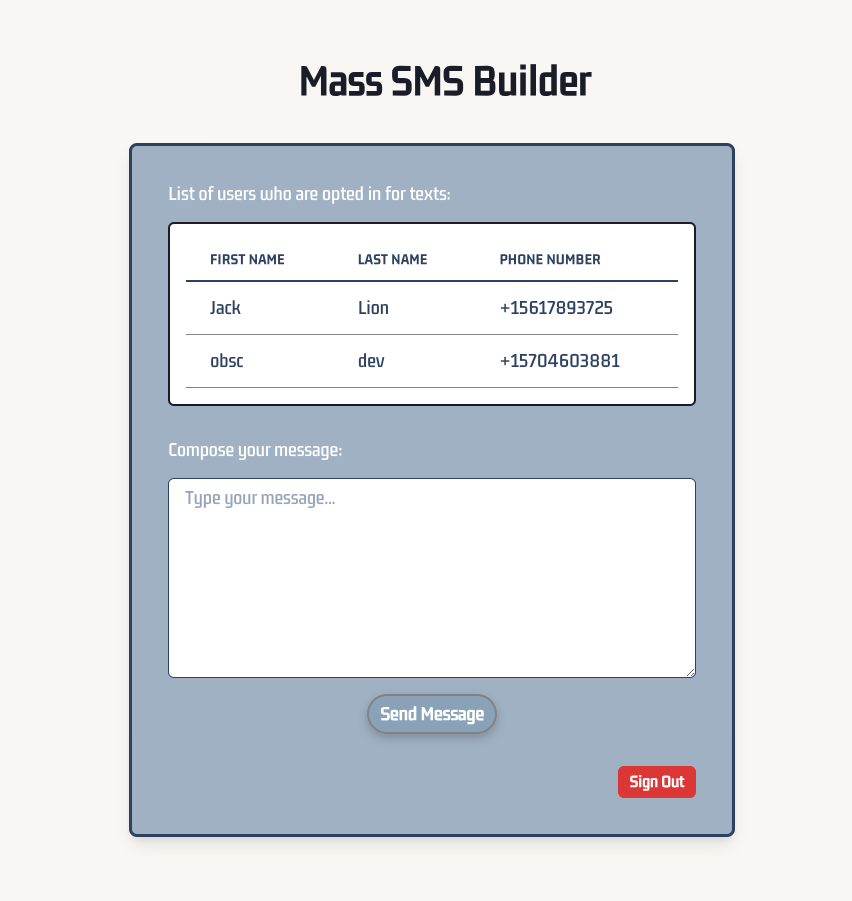 Mass SMS Builder
List of users who are opted in for texts:
FIRST NAME LAST NAME PHONE NUMBER
Jack Lion +15617893725
obsc dev +15704603881
Compose your message:
Type your message...
Send Message
Sign Out